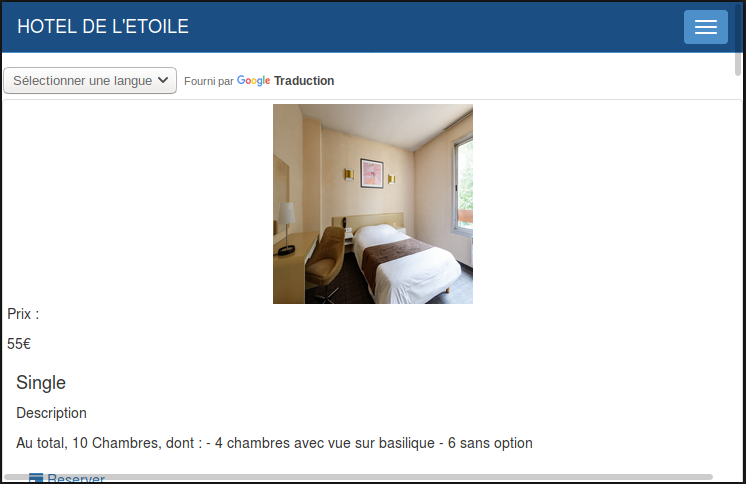 HOTEL DE L'ETOILE
Sélectionner une langue
Fourni par Google Traduction
Prix :
55€
Single
Description
Au total, 10 Chambres, dont : - 4 chambres avec vue sur basilique - 6 sans option
Reserver